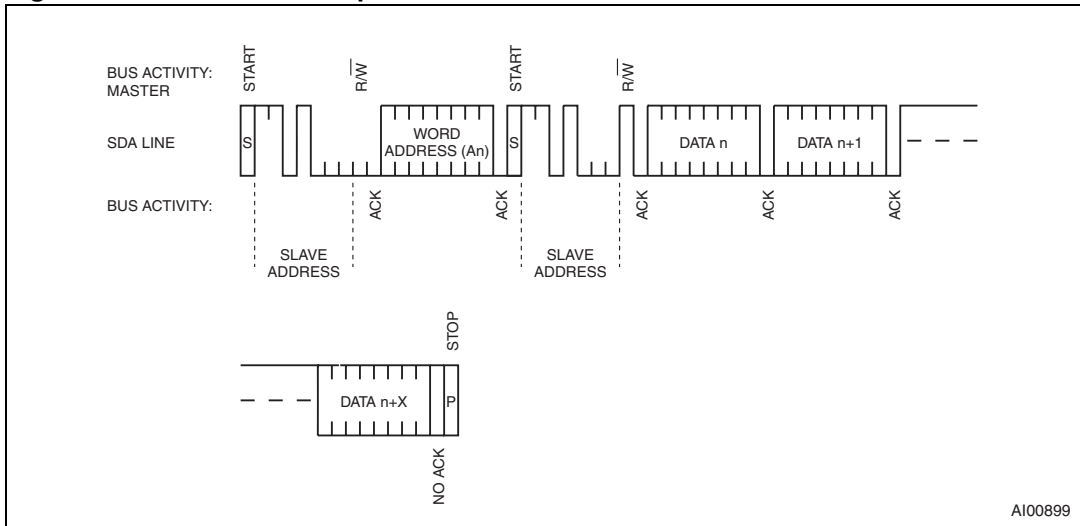 BUS ACTIVITY:
MASTER
START
R/W
START
R/W
SDA LINE
S
WORD
ADDRESS (An)
S
DATA n
DATA n+1
BUS ACTIVITY:
ACK
ACK
ACK
ACK
ACK
SLAVE
ADDRESS
SLAVE
ADDRESS
STOP
DATA n+X
P
NO ACK
AI00899